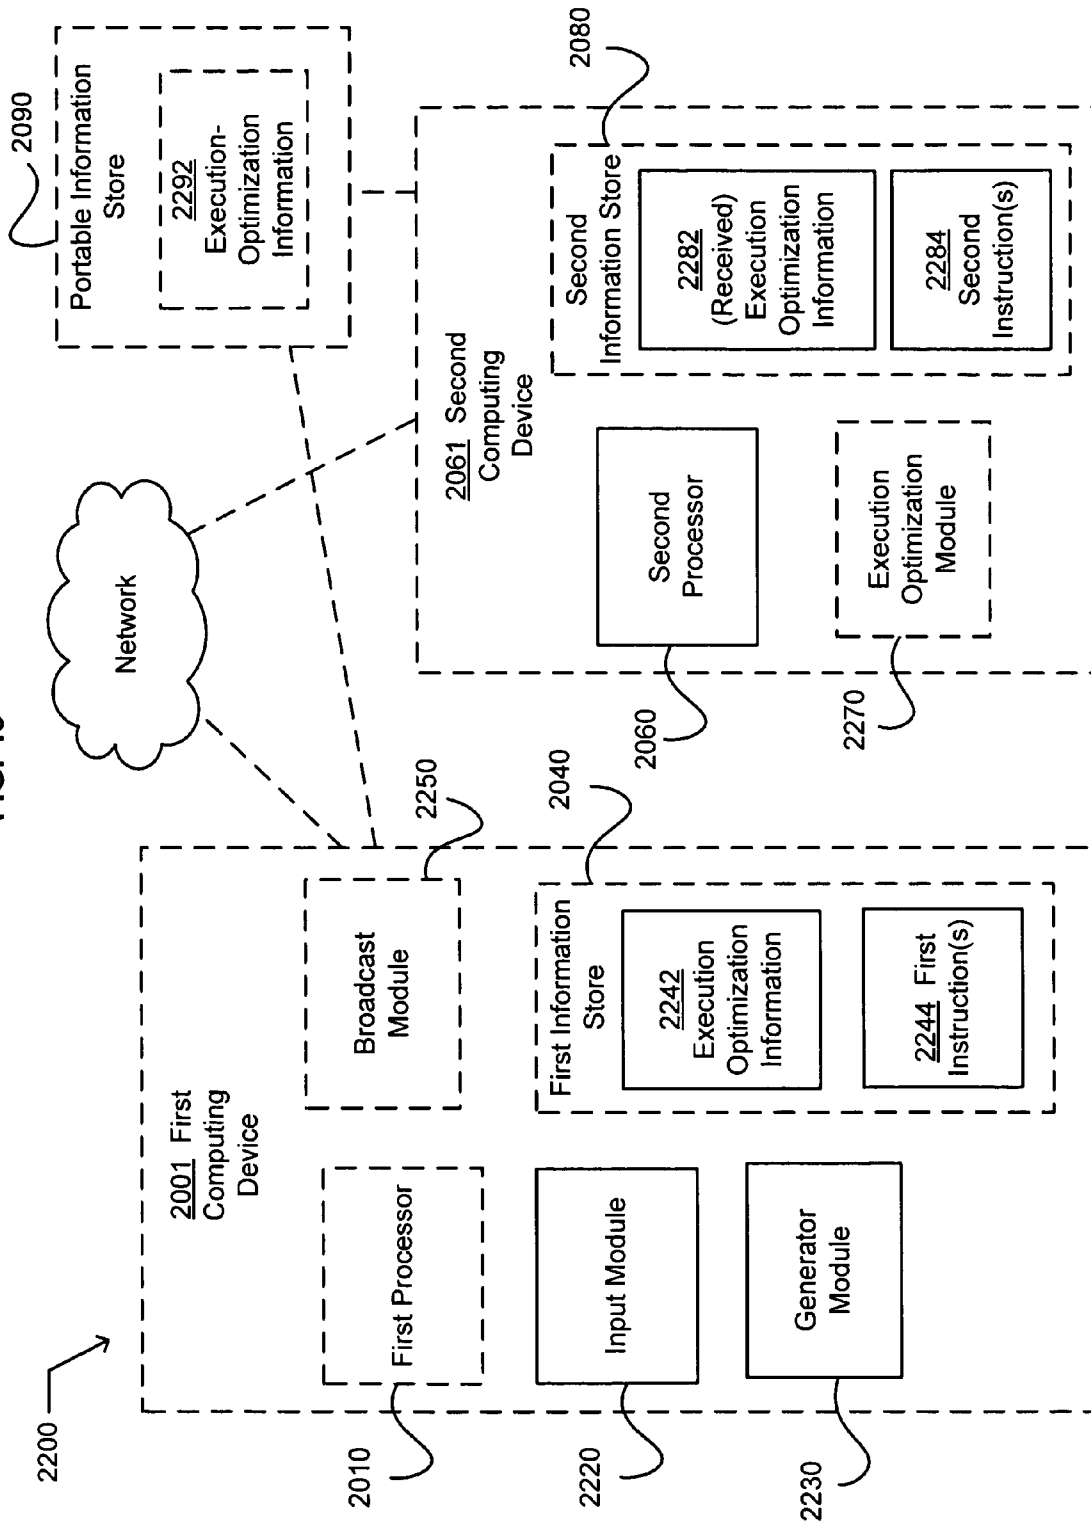 2200
2001 First
Computing
Device
First Processor
2010
Broadcast
Module
2250
Input Module
2220
Generator
Module
2230
First Information
Store
2040
2242
Execution
Optimization
Information
2244 First
Instruction(s)
Network
Portable Information
Store
2090
2292
Execution-
Optimization
Information
2061 Second
Computing
Device
Second
Processor
2060
Execution
Optimization
Module
2270
Second
Information Store
2080
2282
(Received)
Execution
Optimization
Information
2284
Second
Instruction(s)